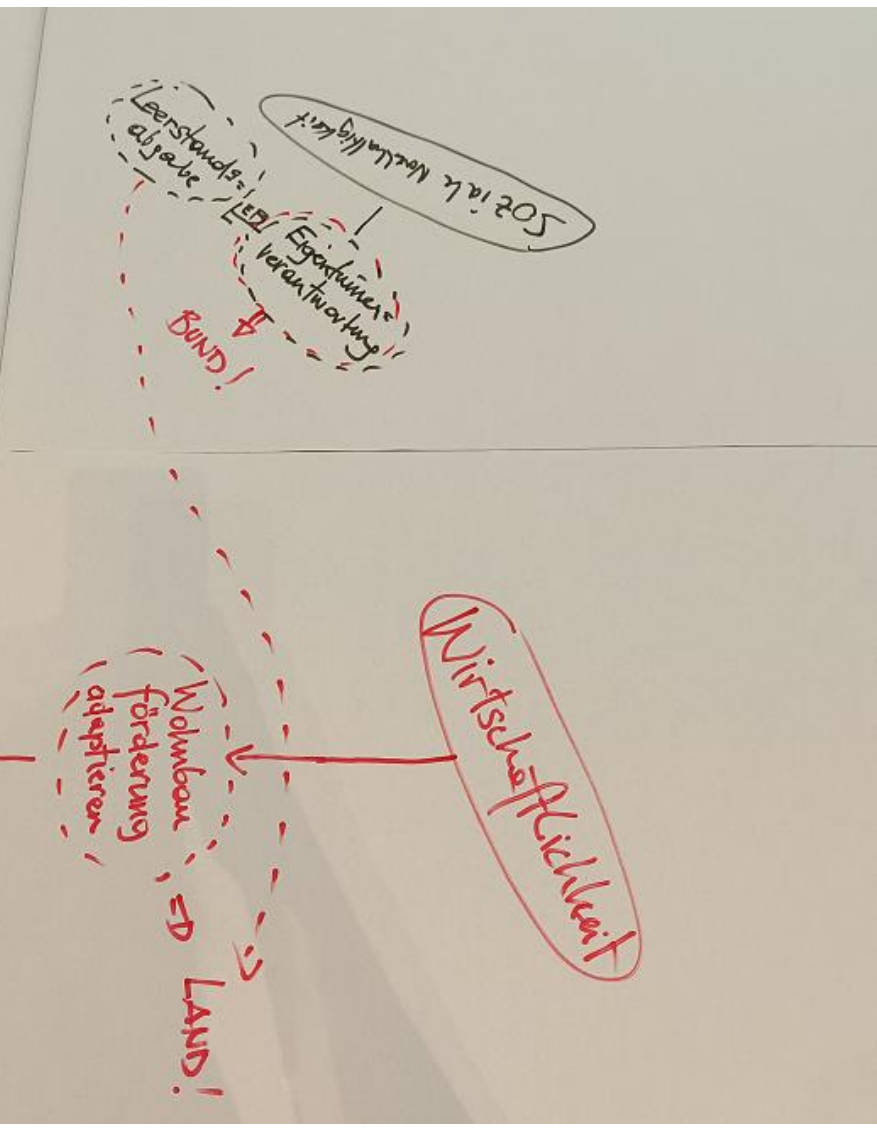 Soziale Nachhaltigkeit
Leerstands=
abgabe
Eigentümer=
verantwortung
BUND!
Wirtschaftlichkeit
Wohnbau
förderung
adaptieren
LAND!